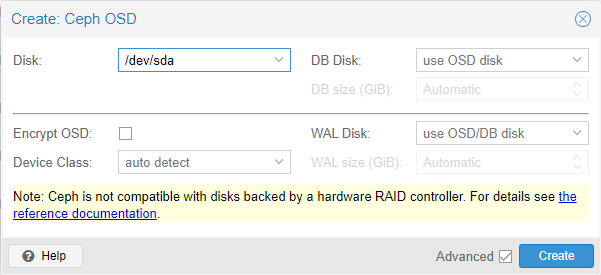 Create: Ceph OSD
Disk: /dev/sda DB Disk: use OSD disk
DB size (GiB): Automatic
Encrypt OSD: WAL Disk: use OSD/DB disk
Device Class: auto detect WAL size (GiB): Automatic
Note: Ceph is not compatible with disks backed by a hardware RAID controller. For details see the
reference documentation.
Help Advanced Create